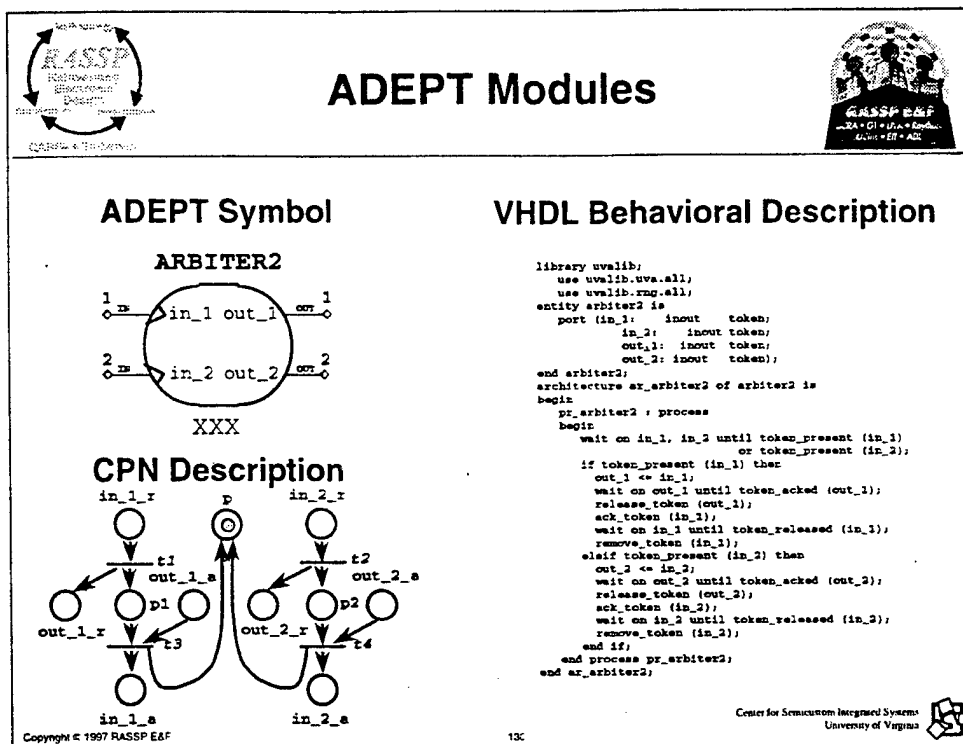 RASSP
ADEPT Modules
RASSP E&F
ADEPT Symbol
ARBITER2
1 IN in_1 out_1 OUT 1
2 IN in_2 out_2 OUT 2
XXX
CPN Description
in_1_r p in_2_r
t1 t2
out_1_a out_2_a
p1 p2
out_1_r out_2_r
t3 t4
in_1_a in_2_a
VHDL Behavioral Description
library uvalib;
use uvalib.uva.all;
use uvalib.rng.all;
entity arbiter2 is
port (in_1: inout token;
in_2: inout token;
out_1: inout token;
out_2: inout token);
end arbiter2;
architecture ar_arbiter2 of arbiter2 is
begin
pr_arbiter2 : process
begin
wait on in_1, in_2 until token_present (in_1)
or token_present (in_2);
if token_present (in_1) then
out_1 <= in_1;
wait on out_1 until token_acked (out_1);
release_token (out_1);
ack_token (in_1);
wait on in_1 until token_released (in_1);
remove_token (in_1);
elsif token_present (in_2) then
out_2 <= in_2;
wait on out_2 until token_acked (out_2);
release_token (out_2);
ack_token (in_2);
wait on in_2 until token_released (in_2);
remove_token (in_2);
end if;
end process pr_arbiter2;
end ar_arbiter2;
Center for Semicustom Integrated Systems
University of Virginia
Copyright © 1997 RASSP E&F